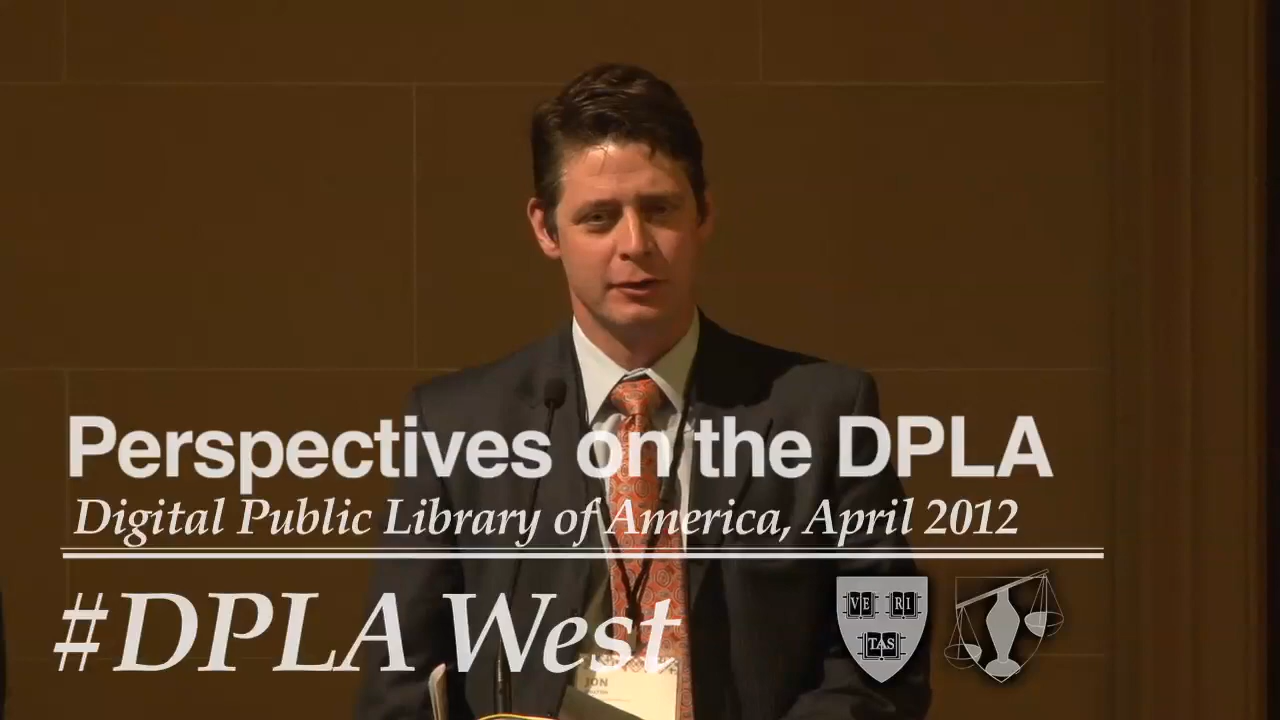 Perspectives on the DPLA
Digital Public Library of America, April 2012
#DPLA West
VE RI
TAS
JON